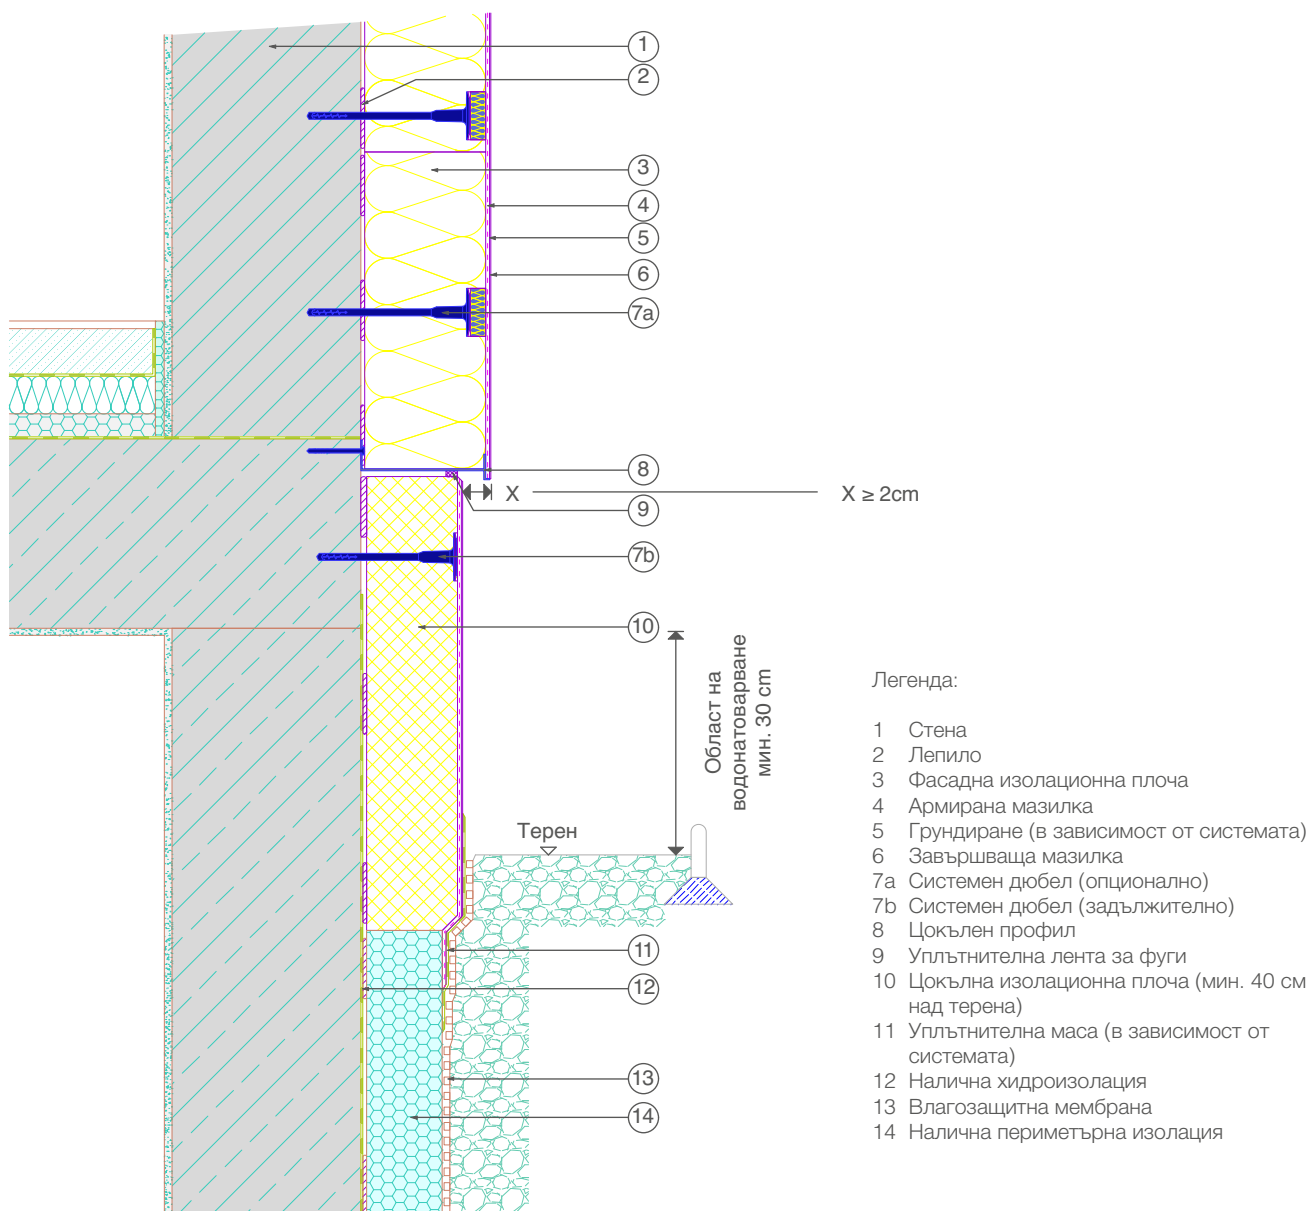 1
2
3
4
5
6
7a
8
X
X ≥ 2cm
9
7b
10
Област на
водонатоварване
мин. 30 cm
Терен
11
12
13
14
Легенда:
1 Стена
2 Лепило
3 Фасадна изолационна плоча
4 Армирана мазилка
5 Грундиране (в зависимост от системата)
6 Завършваща мазилка
7a Системен дюбел (опционално)
7b Системен дюбел (задължително)
8 Цокълен профил
9 Уплътнителна лента за фуги
10 Цокълна изолационна плоча (мин. 40 см
над терена)
11 Уплътнителна маса (в зависимост от
системата)
12 Налична хидроизолация
13 Влагозащитна мембрана
14 Налична периметърна изолация